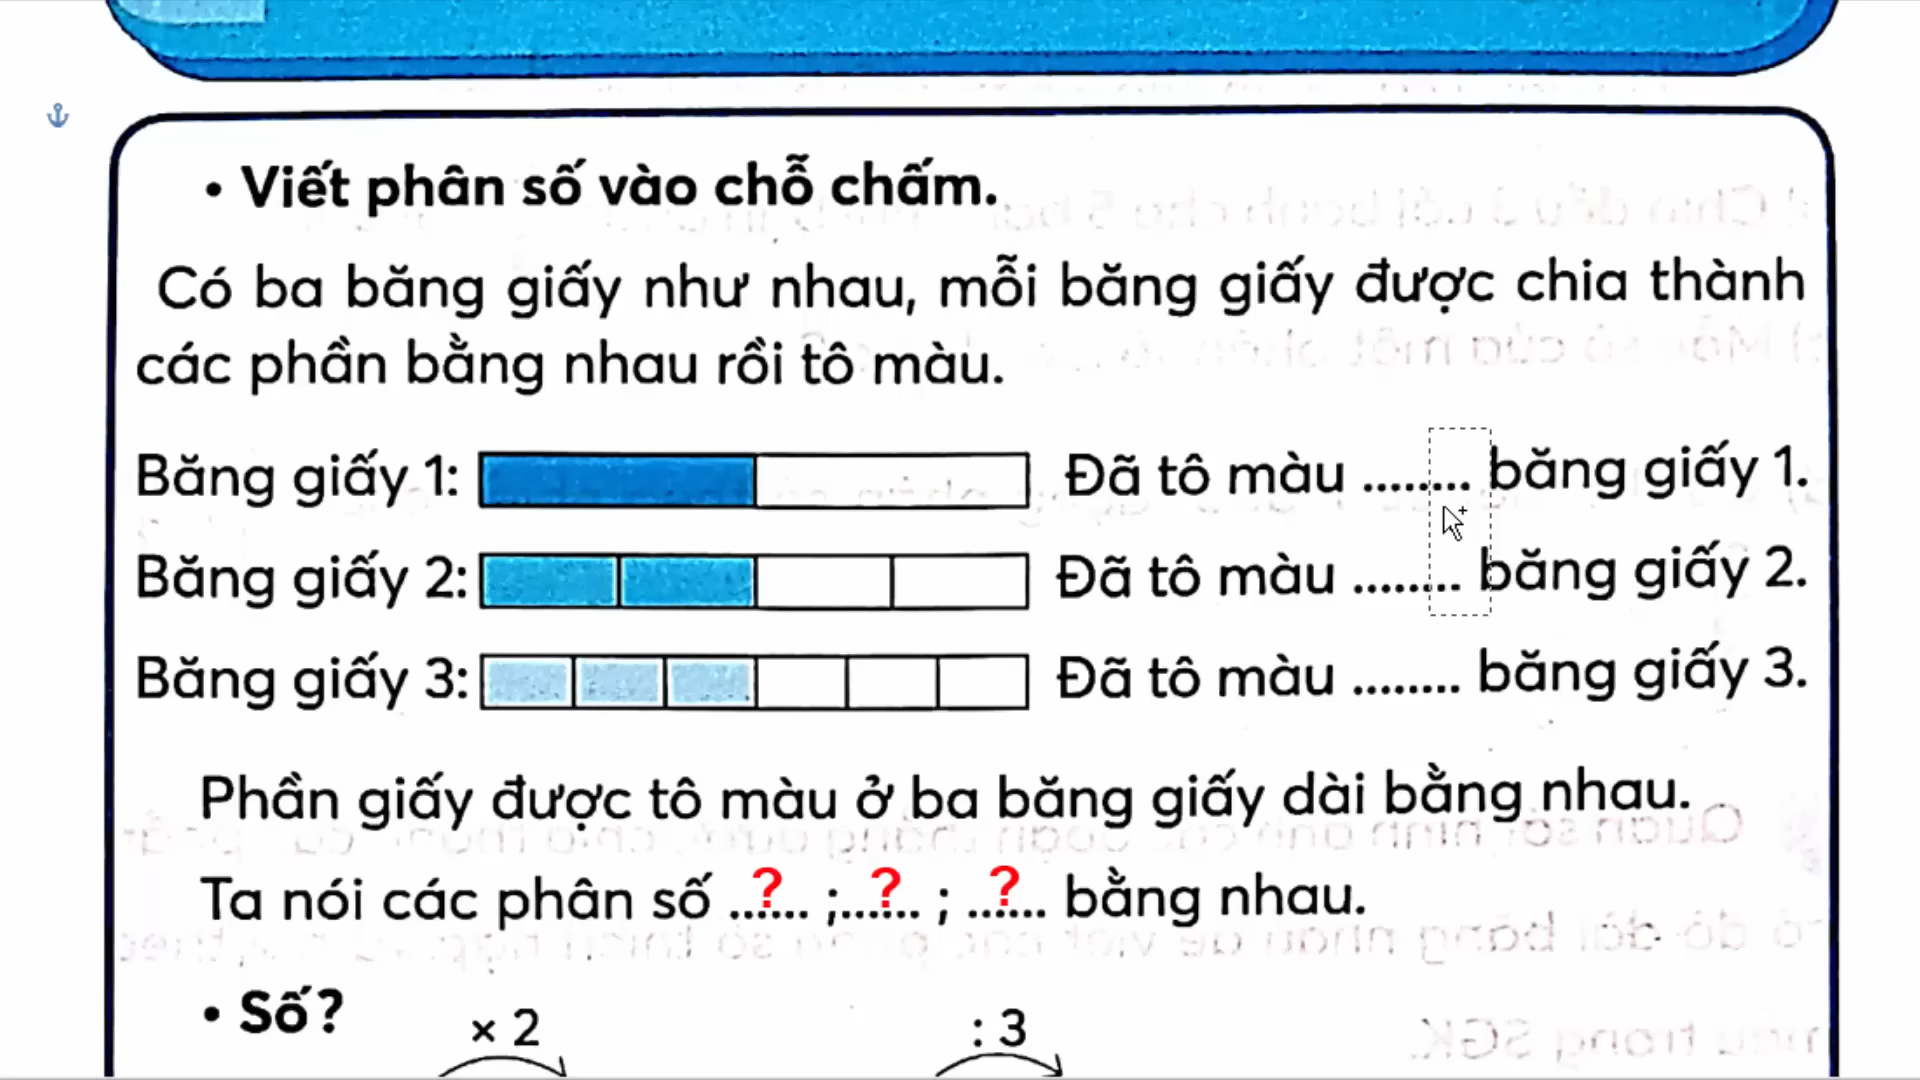 • Viết phân số vào chỗ chấm.
Có ba băng giấy như nhau, mỗi băng giấy được chia thành
các phần bằng nhau rồi tô màu.
Băng giấy 1: Đã tô màu ........ băng giấy 1.
Băng giấy 2: Đã tô màu ........ băng giấy 2.
Băng giấy 3: Đã tô màu ........ băng giấy 3.
Phần giấy được tô màu ở ba băng giấy dài bằng nhau.
Ta nói các phân số ...?... ;...?... ; ...?... bằng nhau.
• Số?
× 2 : 3